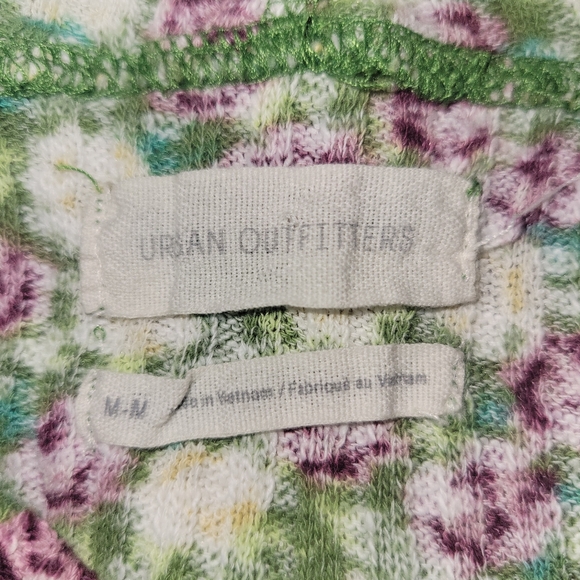 URBAN OUTFITTERS
M-M
in Vietnam / Fabriqué au Vietnam